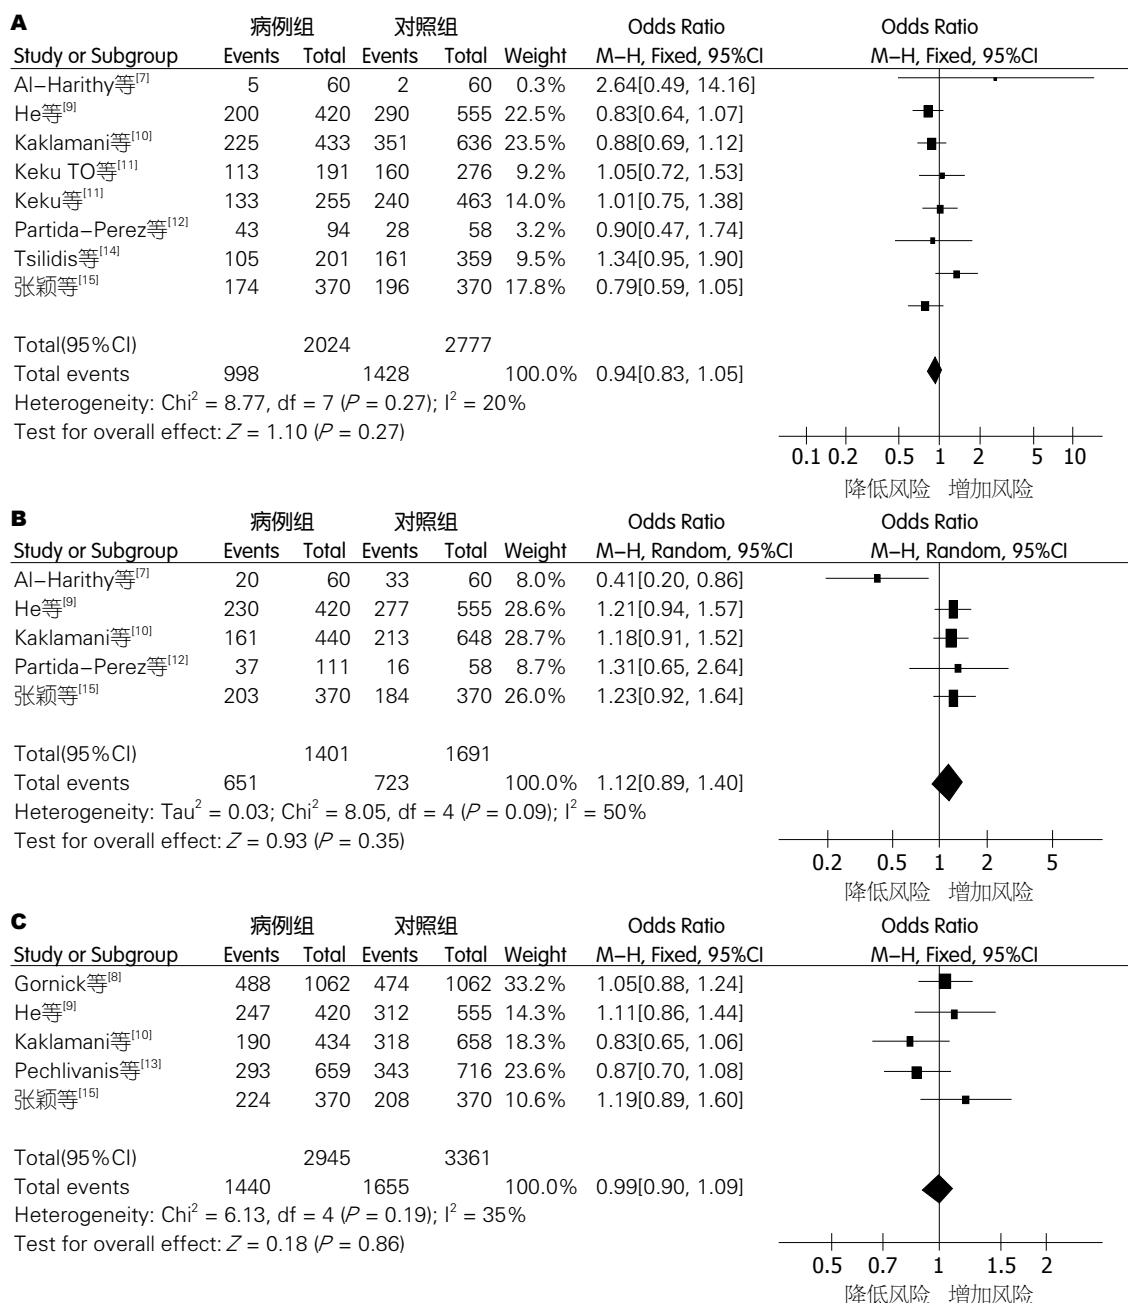 A 病例组 对照组 Odds Ratio Odds Ratio
Study or Subgroup Events Total Events Total Weight M–H, Fixed, 95%CI M–H, Fixed, 95%CI
Al–Harithy等[7] 5 60 2 60 0.3% 2.64[0.49, 14.16]
He等[9] 200 420 290 555 22.5% 0.83[0.64, 1.07]
Kaklamani等[10] 225 433 351 636 23.5% 0.88[0.69, 1.12]
Keku TO等[11] 113 191 160 276 9.2% 1.05[0.72, 1.53]
Keku等[11] 133 255 240 463 14.0% 1.01[0.75, 1.38]
Partida–Perez等[12] 43 94 28 58 3.2% 0.90[0.47, 1.74]
Tsilidis等[14] 105 201 161 359 9.5% 1.34[0.95, 1.90]
张颖等[15] 174 370 196 370 17.8% 0.79[0.59, 1.05]
Total(95%CI) 2024 2777
Total events 998 1428 100.0% 0.94[0.83, 1.05]
Heterogeneity: Chi² = 8.77, df = 7 (P = 0.27); I² = 20%
Test for overall effect: Z = 1.10 (P = 0.27)
0.1 0.2 0.5 1 2 5 10
降低风险 增加风险
B 病例组 对照组 Odds Ratio Odds Ratio
Study or Subgroup Events Total Events Total Weight M–H, Random, 95%CI M–H, Random, 95%CI
Al–Harithy等[7] 20 60 33 60 8.0% 0.41[0.20, 0.86]
He等[9] 230 420 277 555 28.6% 1.21[0.94, 1.57]
Kaklamani等[10] 161 440 213 648 28.7% 1.18[0.91, 1.52]
Partida–Perez等[12] 37 111 16 58 8.7% 1.31[0.65, 2.64]
张颖等[15] 203 370 184 370 26.0% 1.23[0.92, 1.64]
Total(95%CI) 1401 1691
Total events 651 723 100.0% 1.12[0.89, 1.40]
Heterogeneity: Tau² = 0.03; Chi² = 8.05, df = 4 (P = 0.09); I² = 50%
Test for overall effect: Z = 0.93 (P = 0.35)
0.2 0.5 1 2 5
降低风险 增加风险
C 病例组 对照组 Odds Ratio Odds Ratio
Study or Subgroup Events Total Events Total Weight M–H, Fixed, 95%CI M–H, Fixed, 95%CI
Gornick等[8] 488 1062 474 1062 33.2% 1.05[0.88, 1.24]
He等[9] 247 420 312 555 14.3% 1.11[0.86, 1.44]
Kaklamani等[10] 190 434 318 658 18.3% 0.83[0.65, 1.06]
Pechlivanis等[13] 293 659 343 716 23.6% 0.87[0.70, 1.08]
张颖等[15] 224 370 208 370 10.6% 1.19[0.89, 1.60]
Total(95%CI) 2945 3361
Total events 1440 1655 100.0% 0.99[0.90, 1.09]
Heterogeneity: Chi² = 6.13, df = 4 (P = 0.19); I² = 35%
Test for overall effect: Z = 0.18 (P = 0.86)
0.5 0.7 1 1.5 2
降低风险 增加风险